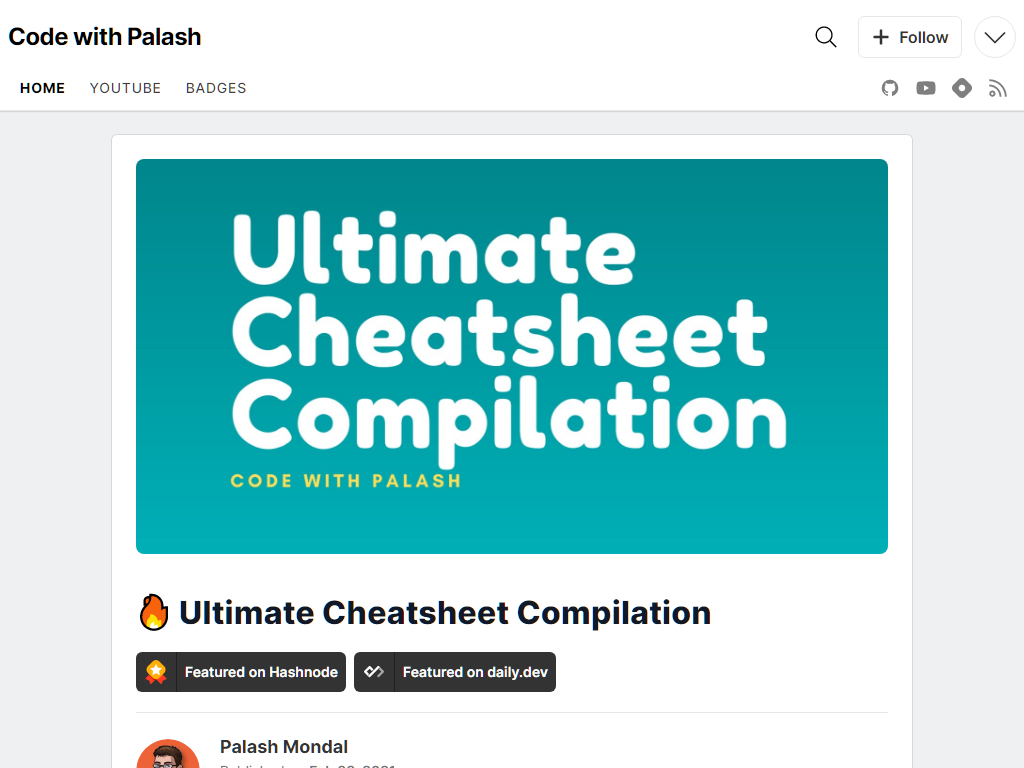 Code with Palash
Follow
HOME
YOUTUBE
BADGES
Ultimate
Cheatsheet
Compilation
CODE WITH PALASH
Ultimate Cheatsheet Compilation
Featured on Hashnode
Featured on daily.dev
Palash Mondal